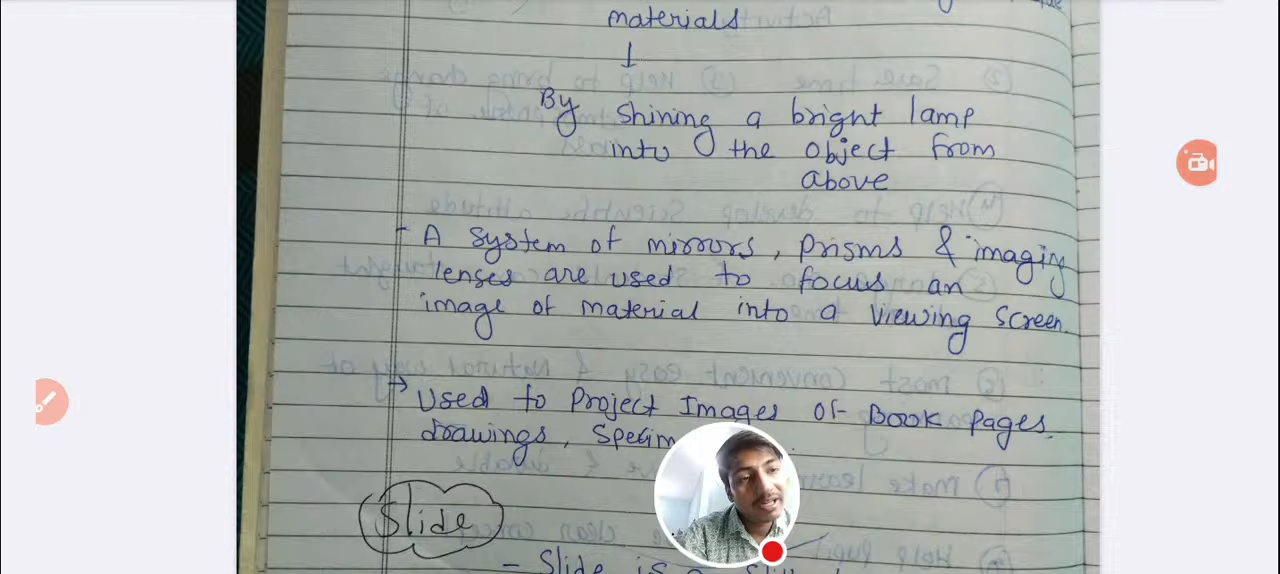 materials
↓
By shining a bright lamp
into the object from
above
- A system of mirrors, prisms & imaging
lenses are used to focus an
image of material into a viewing screen.
→ Used to Project Images of Book pages.
drawings, Specim
Slide
- Slide is a